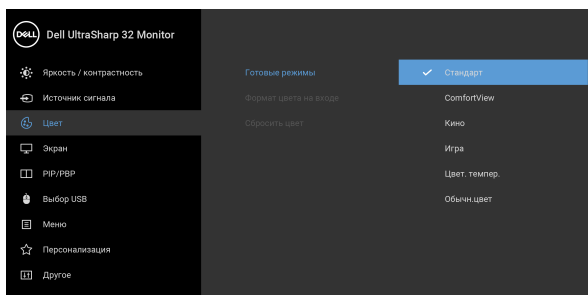 DELL Dell UltraSharp 32 Monitor
Яркость / контрастность
Источник сигнала
Цвет
Экран
PIP/PBP
Выбор USB
Меню
Персонализация
Другое
Готовые режимы
Формат цвета на входе
Сбросить цвет
Стандарт
ComfortView
Кино
Игра
Цвет. темпер.
Обычн.цвет